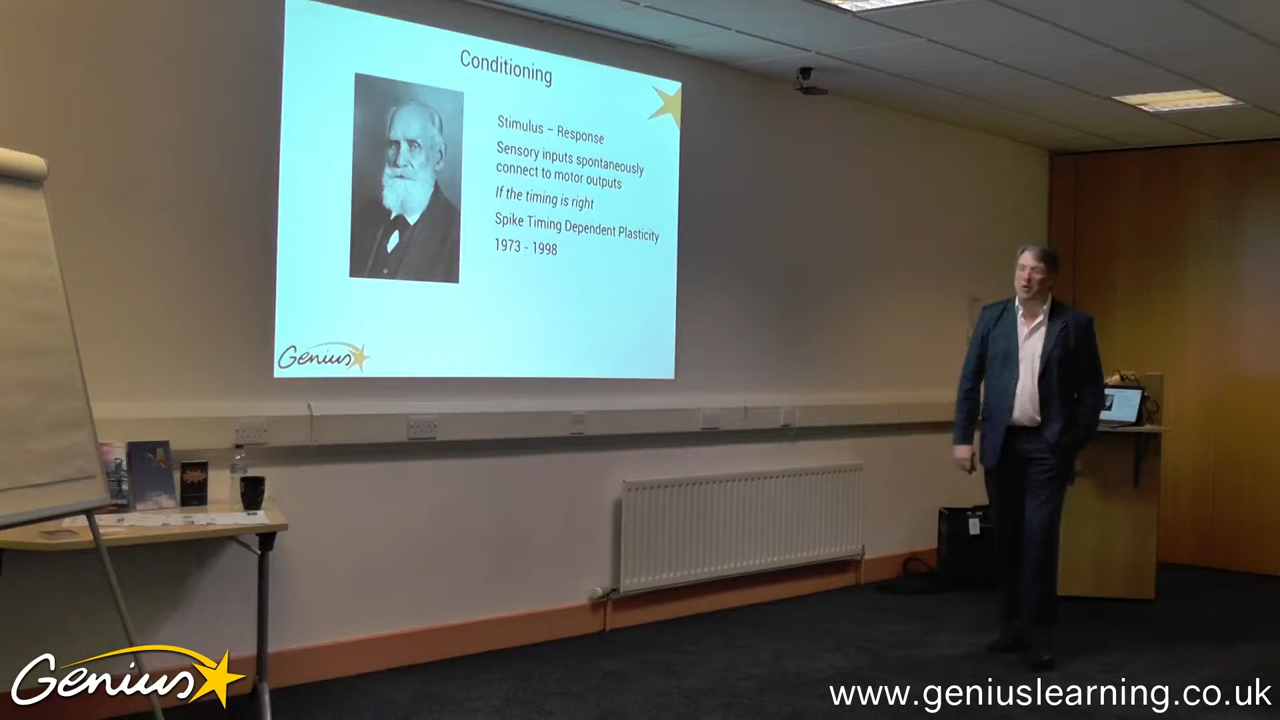 Conditioning
Stimulus – Response
Sensory inputs spontaneously
connect to motor outputs
If the timing is right
Spike Timing Dependent Plasticity
1973 - 1998
Genius
Genius
www.geniuslearning.co.uk